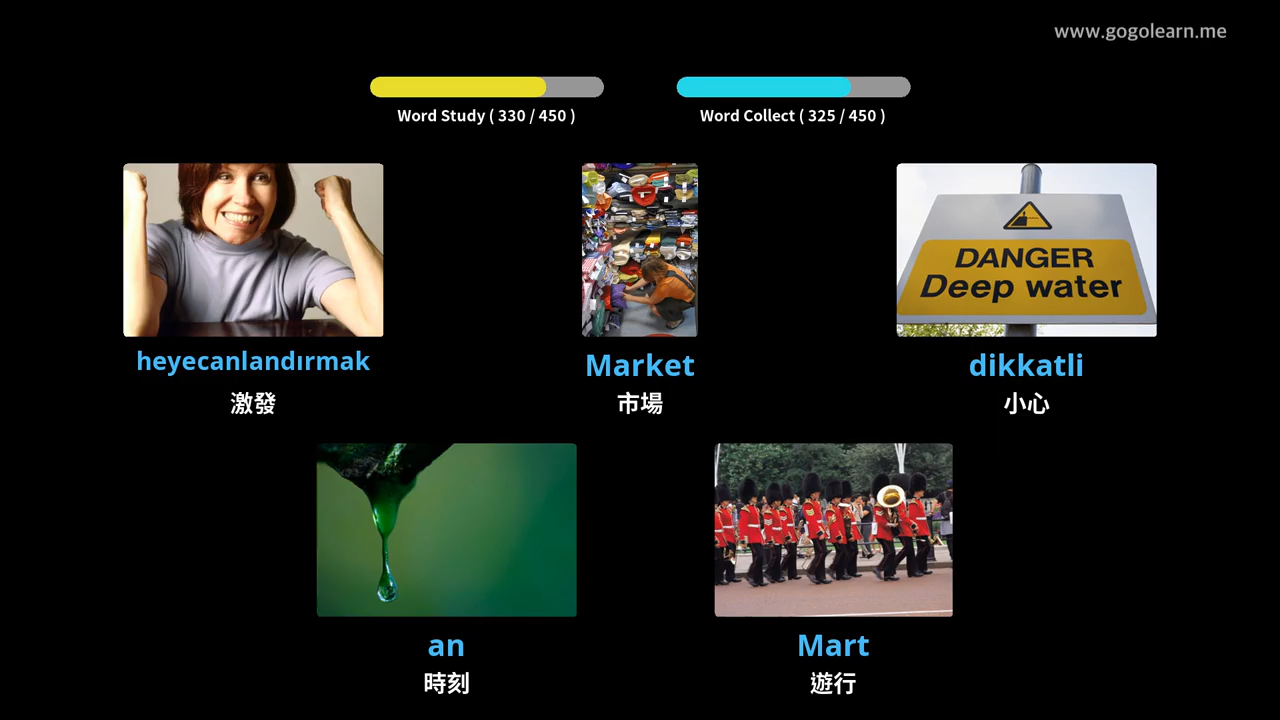 www.gogolearn.me
Word Study ( 330 / 450 )
Word Collect ( 325 / 450 )
DANGER
Deep water
heyecanlandırmak
激發
Market
市場
dikkatli
小心
an
時刻
Mart
遊行